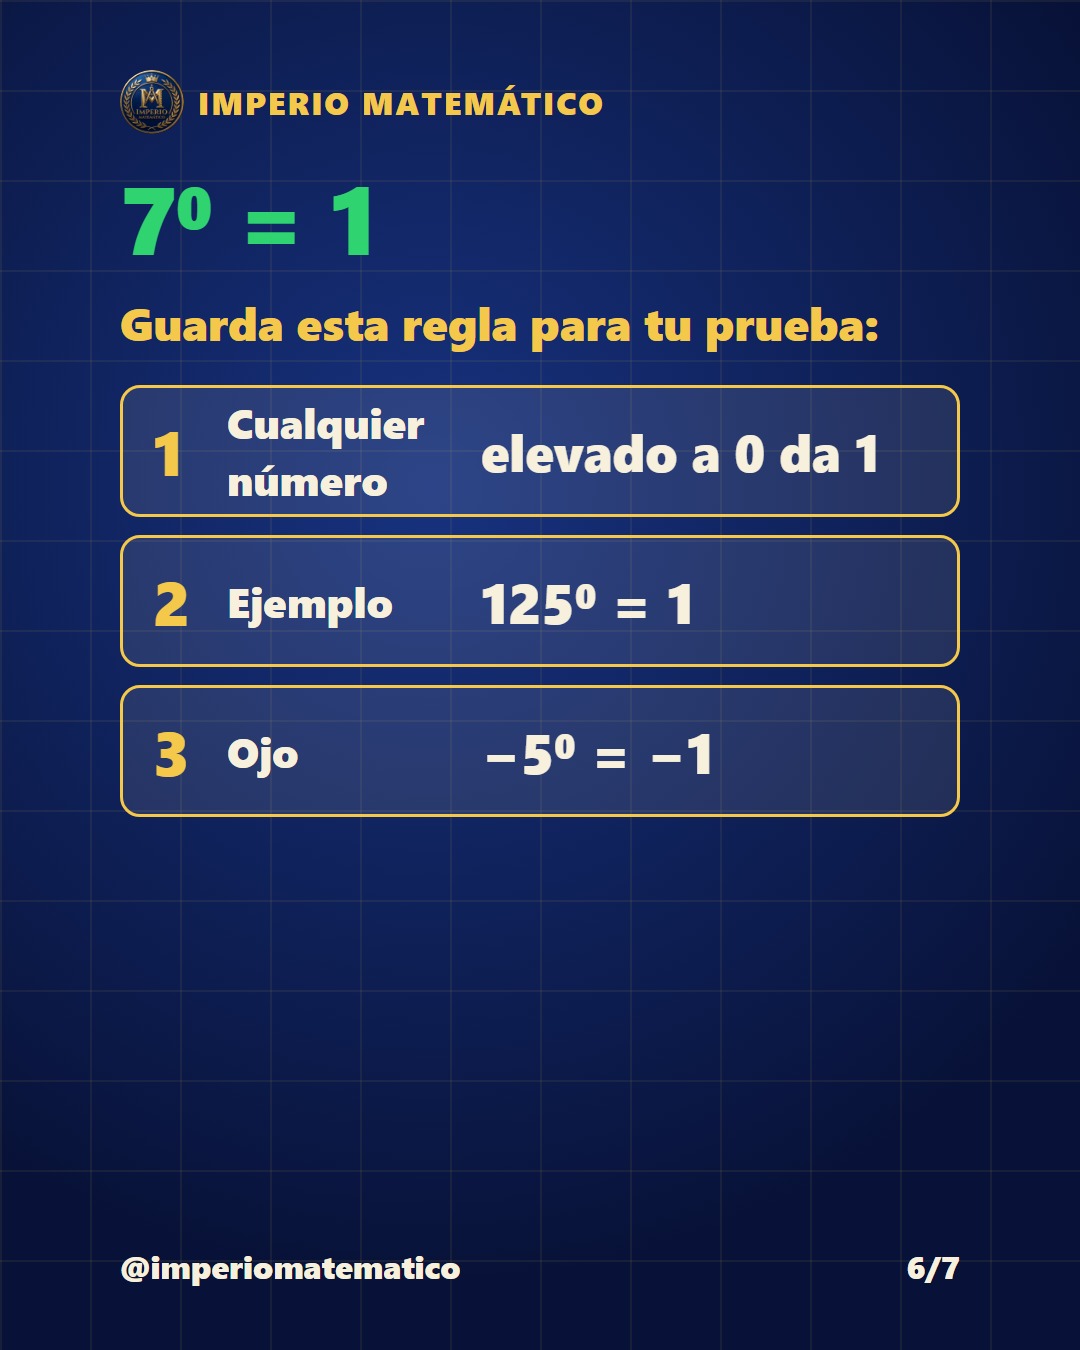 IMPERIO MATEMÁTICO
7⁰ = 1
Guarda esta regla para tu prueba:
1 Cualquier número elevado a 0 da 1
2 Ejemplo 125⁰ = 1
3 Ojo −5⁰ = −1
@imperiomatematico 6/7